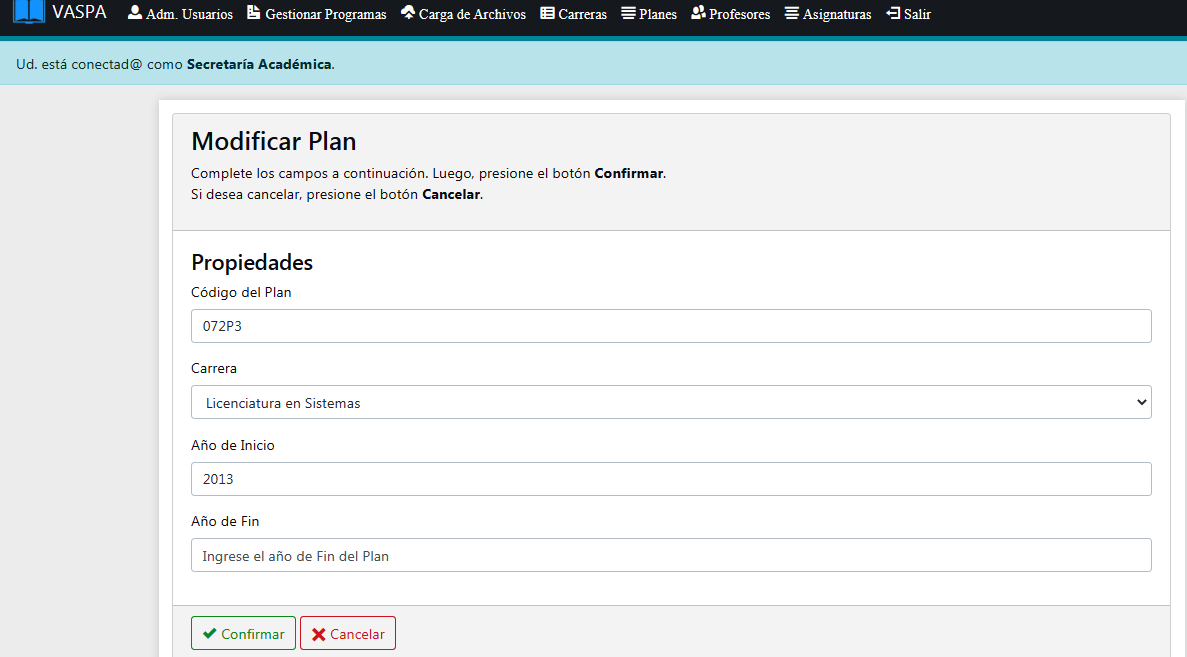 VASPA Adm. Usuarios Gestionar Programas Carga de Archivos Carreras Planes Profesores Asignaturas Salir
Ud. está conectad@ como Secretaría Académica.
Modificar Plan
Complete los campos a continuación. Luego, presione el botón Confirmar.
Si desea cancelar, presione el botón Cancelar.
Propiedades
Código del Plan
072P3
Carrera
Licenciatura en Sistemas
Año de Inicio
2013
Año de Fin
Ingrese el año de Fin del Plan
Confirmar Cancelar